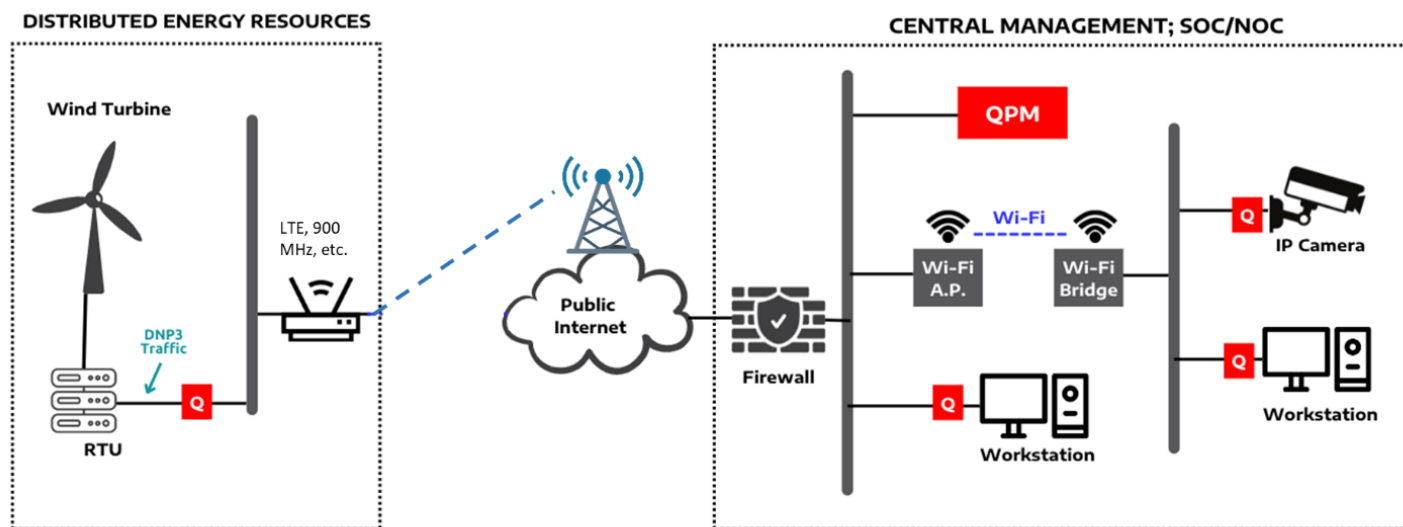 DISTRIBUTED ENERGY RESOURCES
Wind Turbine
LTE, 900
MHz, etc.
DNP3
Traffic
Q
RTU
Public
Internet
CENTRAL MANAGEMENT; SOC/NOC
QPM
Wi-Fi
Wi-Fi
A.P.
Wi-Fi
Bridge
Firewall
Q
IP Camera
Q
Workstation
Q
Workstation